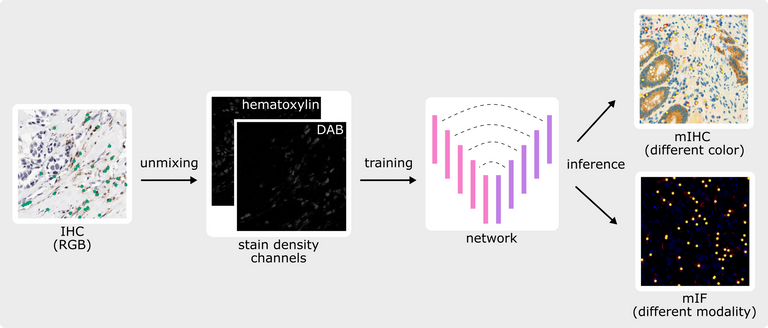 IHC
(RGB)
unmixing
hematoxylin
DAB
stain density
channels
training
network
inference
mIHC
(different color)
mIF
(different modality)